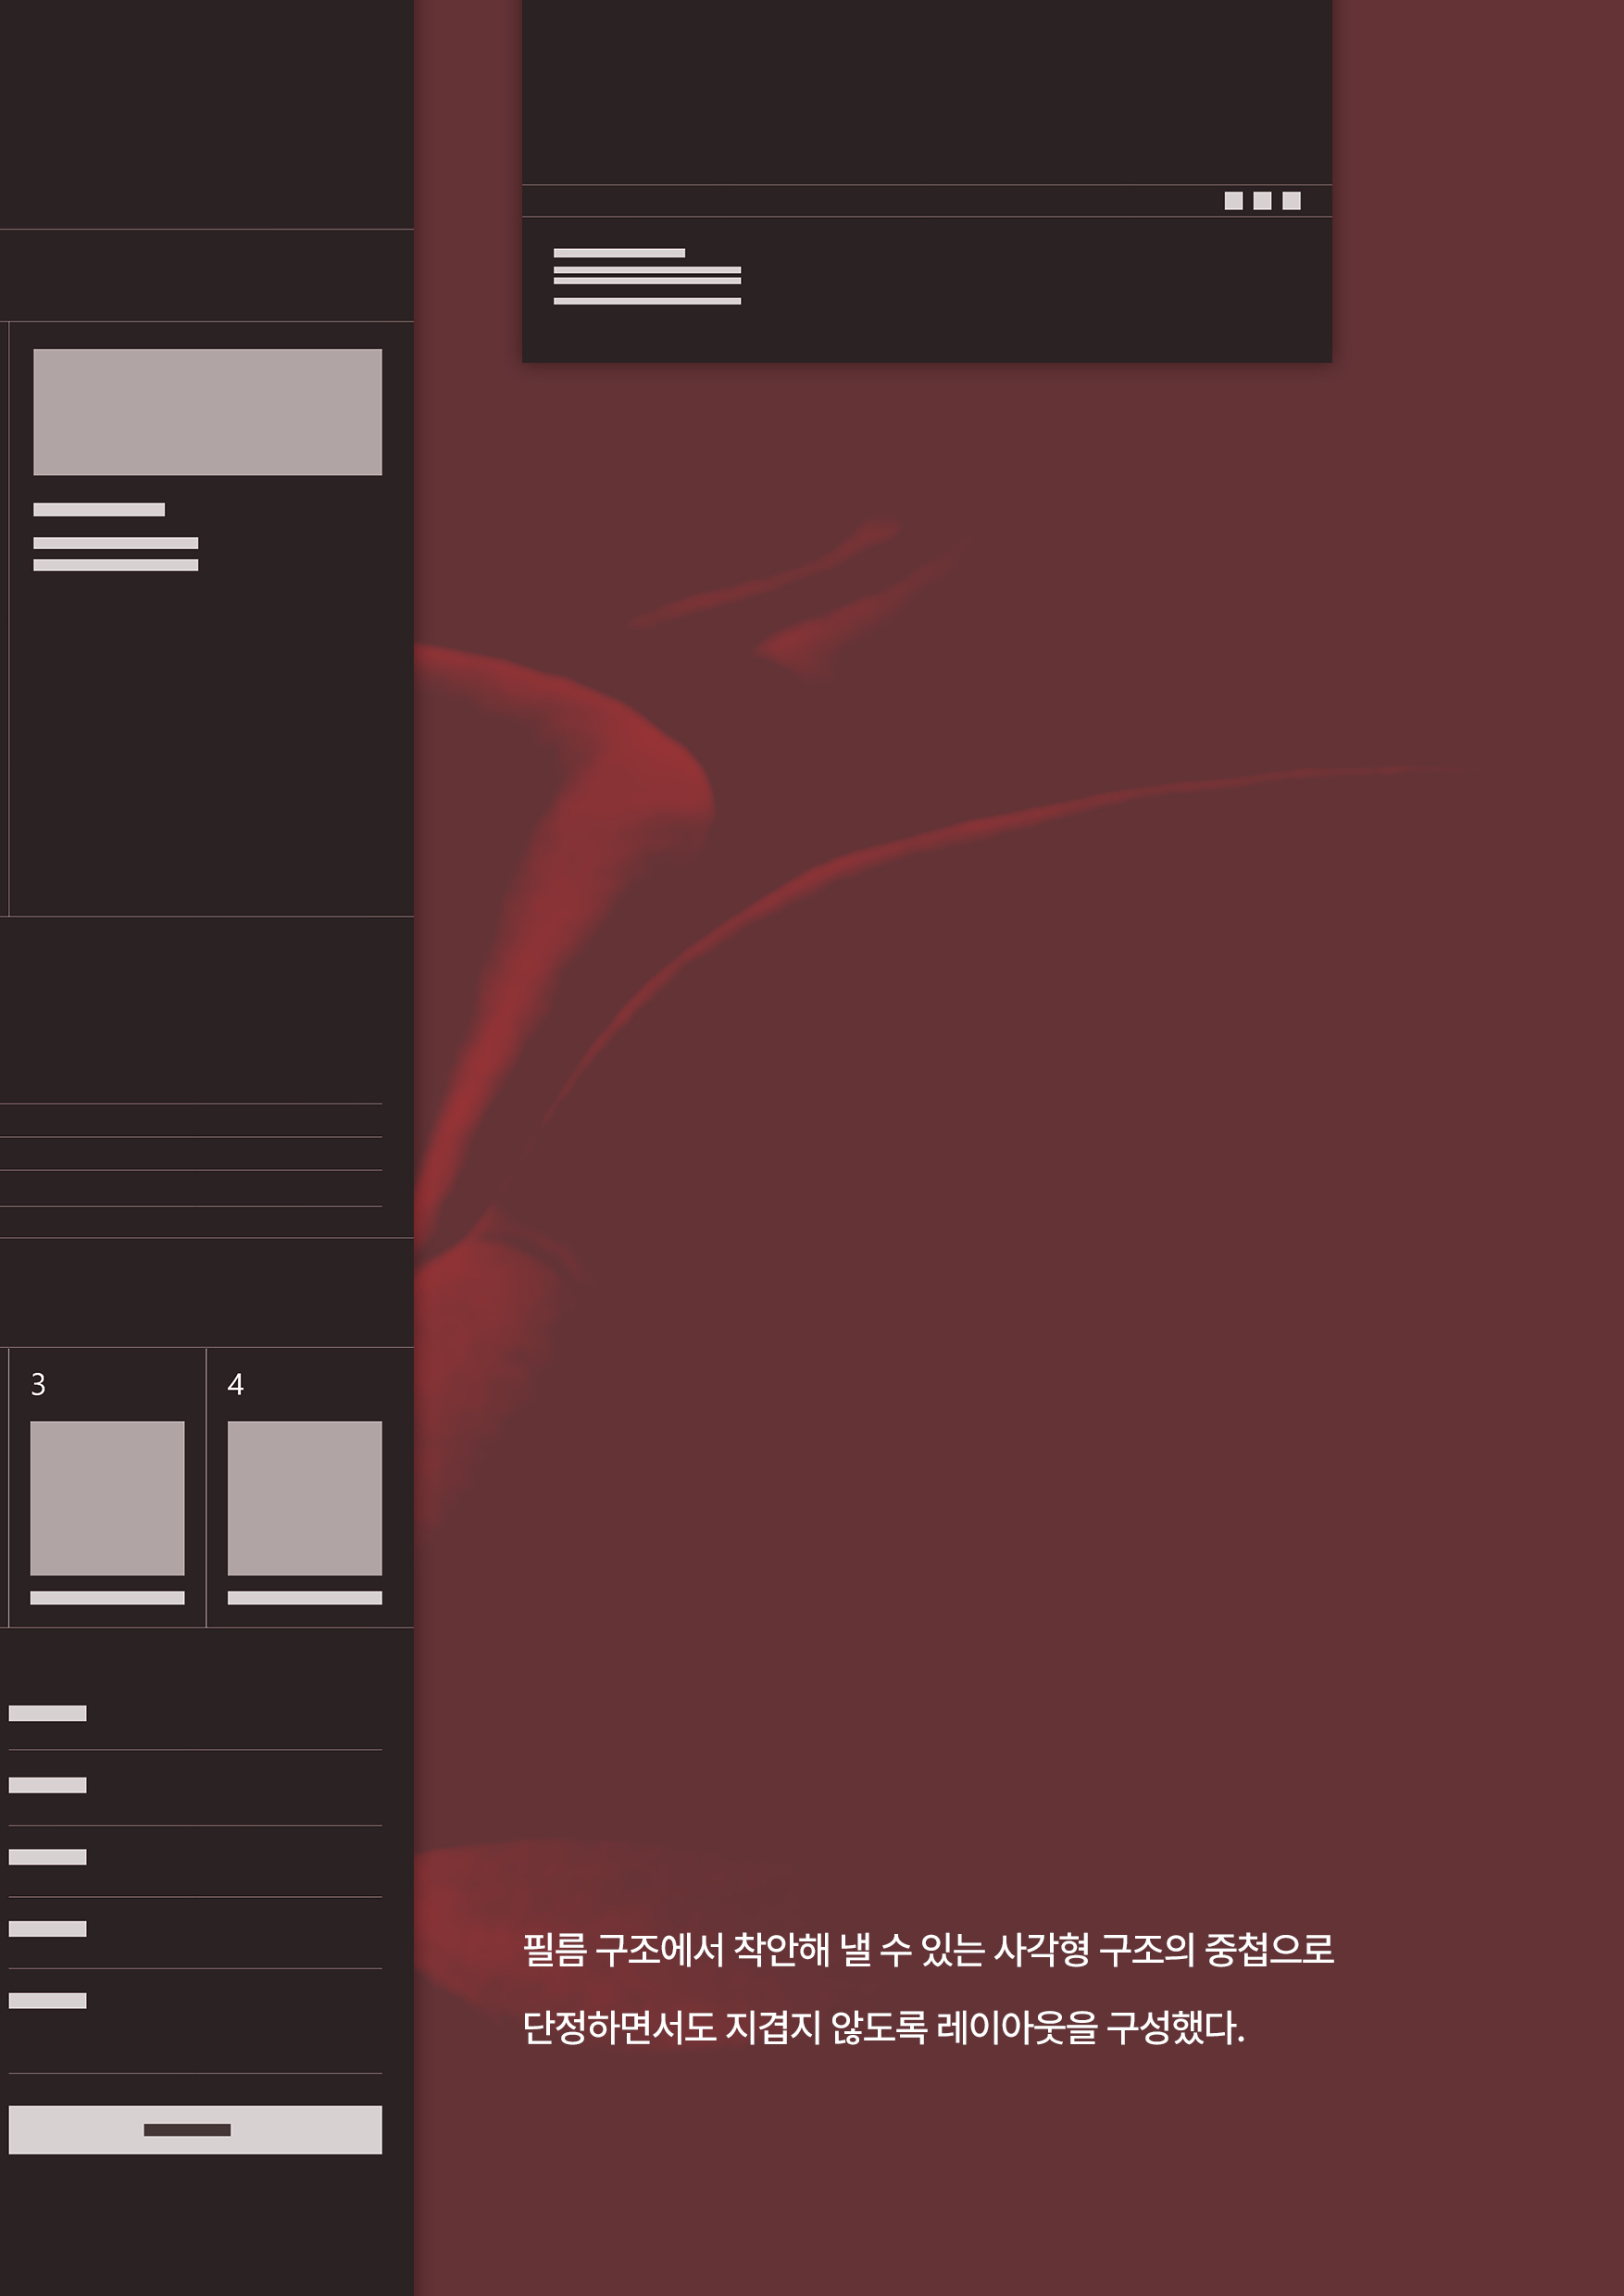 3
4
필름 구조에서 착안해 낼 수 있는 사각형 구조의 중첩으로
단정하면서도 지겹지 않도록 레이아웃을 구성했다.